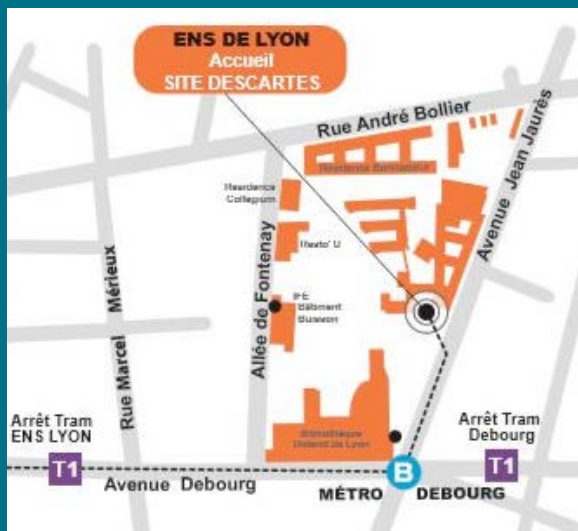 ENS DE LYON
Accueil
SITE DESCARTES
Rue André Bollier
Avenue Jean Jaurès
Résidence
Collegium
Resto' U
Allée de Fontenay
Rue Marcel Mérieux
IFE
Bâtiment
Buisson
Bibliothèque
Diderot de Lyon
Arrêt Tram
ENS LYON
T1
Avenue Debourg
MÉTRO B DEBOURG
Arrêt Tram
Debourg
T1